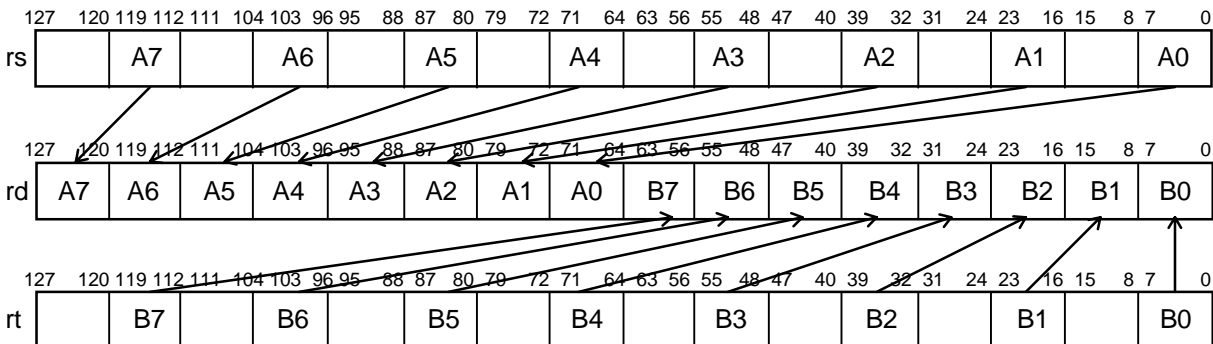 127 120 119 112 111 104 103 96 95 88 87 80 79 72 71 64 63 56 55 48 47 40 39 32 31 24 23 16 15 8 7 0
rs A7 A6 A5 A4 A3 A2 A1 A0
127 120 119 112 111 104 103 96 95 88 87 80 79 72 71 64 63 56 55 48 47 40 39 32 31 24 23 16 15 8 7 0
rd A7 A6 A5 A4 A3 A2 A1 A0 B7 B6 B5 B4 B3 B2 B1 B0
127 120 119 112 111 104 103 96 95 88 87 80 79 72 71 64 63 56 55 48 47 40 39 32 31 24 23 16 15 8 7 0
rt B7 B6 B5 B4 B3 B2 B1 B0